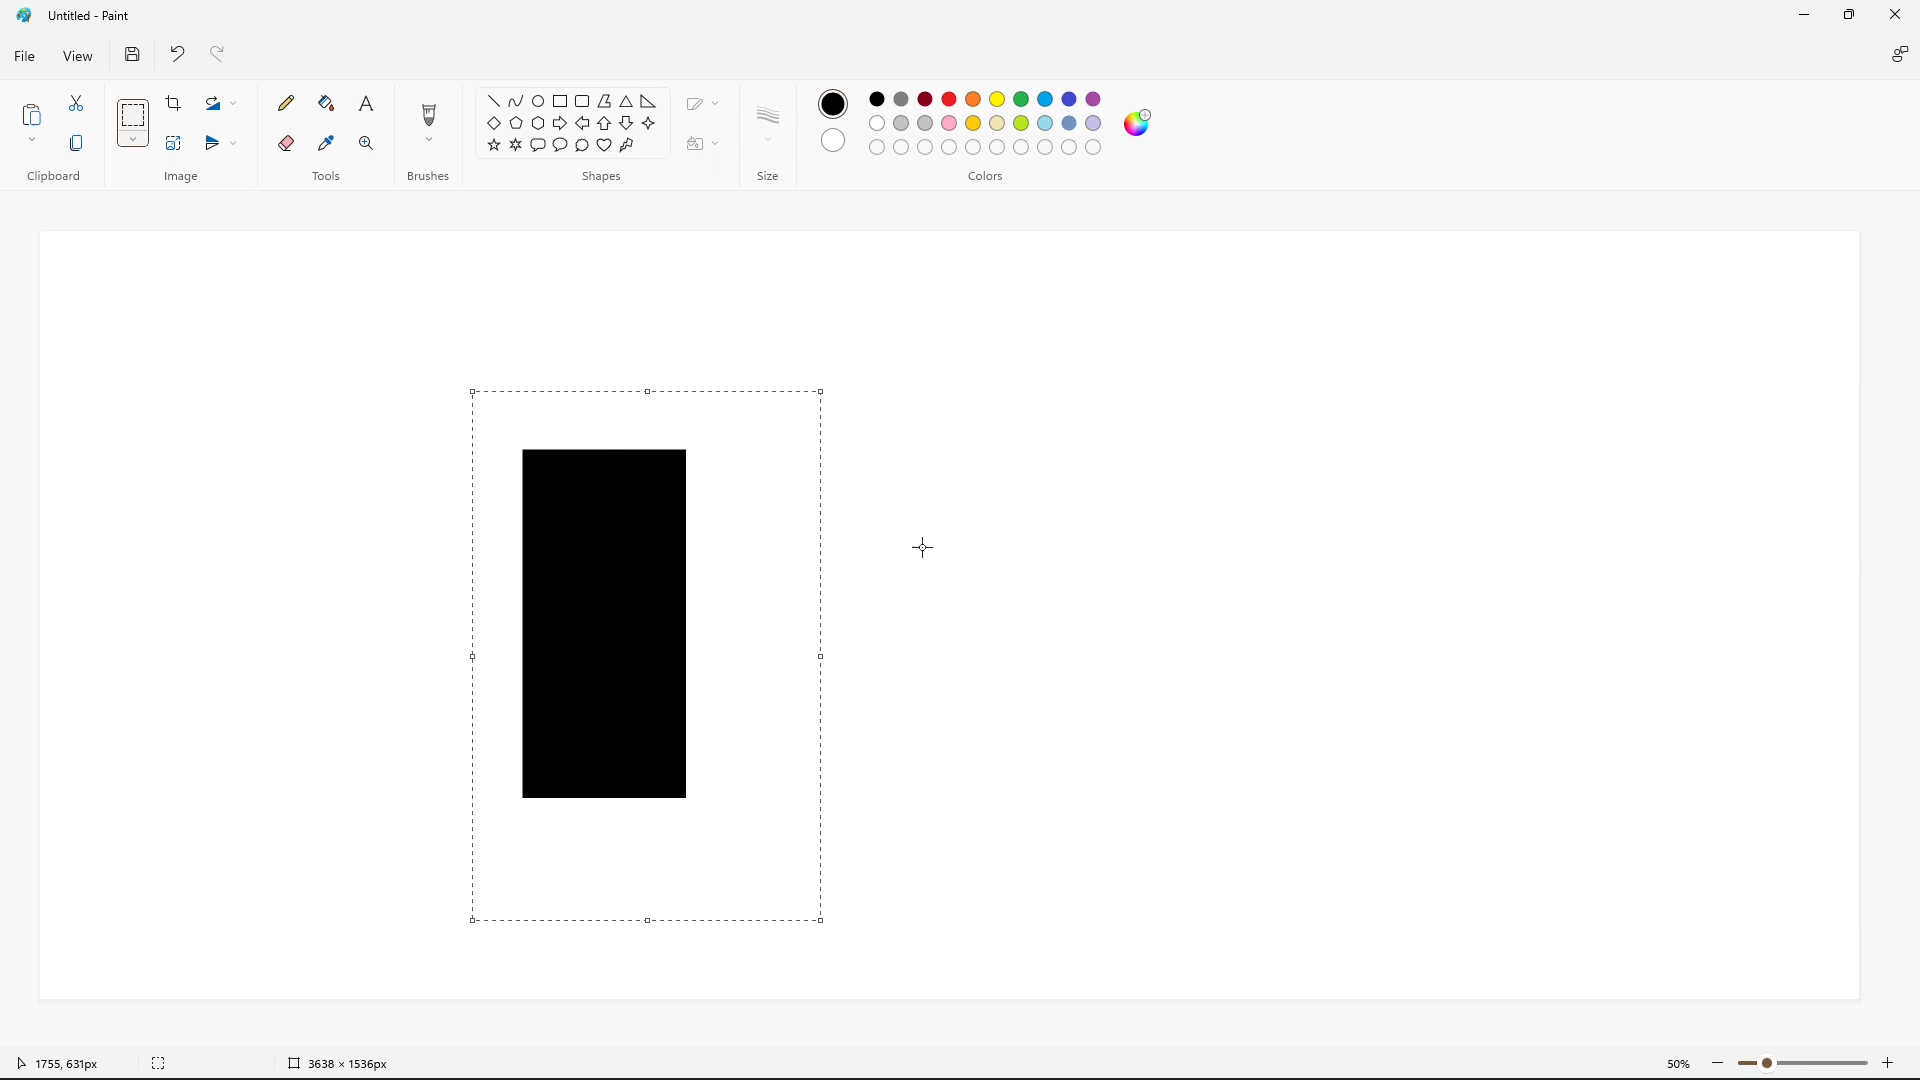 Untitled - Paint
File View
Clipboard Image Tools Brushes Shapes Size Colors
1755, 631px 3638 × 1536px 50%